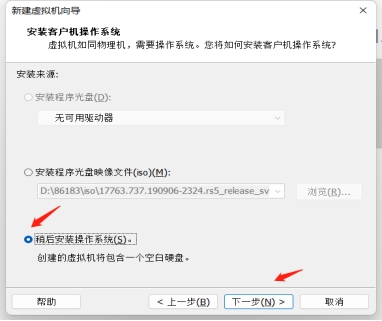 新建虚拟机向导
安装客户机操作系统
虚拟机如同物理机，需要操作系统。您将如何安装客户机操作系统?
安装来源:
安装程序光盘(D):
无可用驱动器
安装程序光盘映像文件(iso)(M):
D:\86183\iso\17763.737.190906-2324.rs5_release_sv
浏览(R)...
稍后安装操作系统(S)。
创建的虚拟机将包含一个空白硬盘。
帮助
< 上一步(B)
下一步(N) >
取消